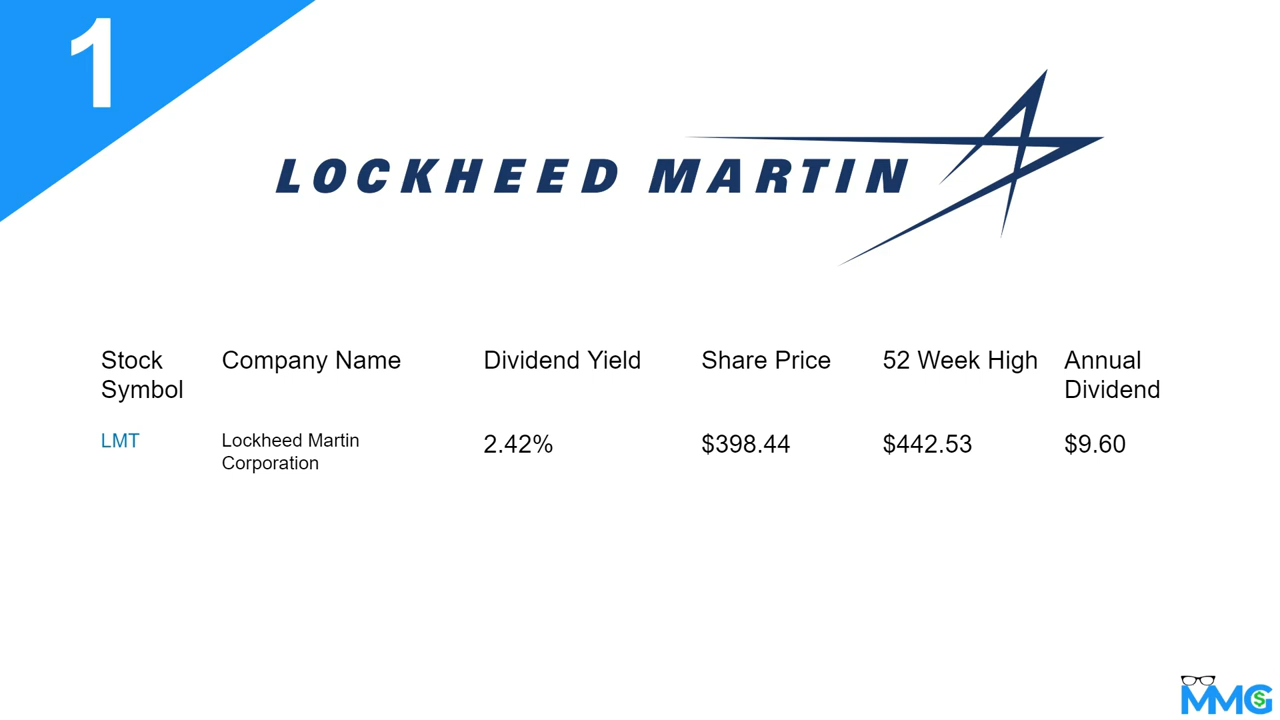 1
LOCKHEED MARTIN
Stock Symbol
Company Name
Dividend Yield
Share Price
52 Week High
Annual Dividend
LMT
Lockheed Martin
Corporation
2.42%
$398.44
$442.53
$9.60
MMG